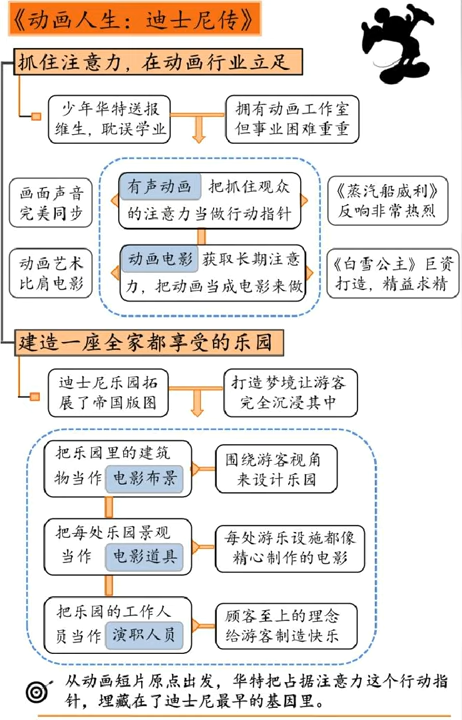 《动画人生：迪士尼传》
抓住注意力，在动画行业立足
少年华特送报
维生，耽误学业
拥有动画工作室
但事业困难重重
画面声音
完美同步
有声动画 把抓住观众
的注意力当做行动指针
《蒸汽船威利》
反响非常热烈
动画艺术
比肩电影
动画电影 获取长期注意
力，把动画当成电影来做
《白雪公主》巨资
打造，精益求精
建造一座全家都享受的乐园
迪士尼乐园拓
展了帝国版图
打造梦境让游客
完全沉浸其中
把乐园里的建筑
物当作 电影布景
围绕游客视角
来设计乐园
把每处乐园景观
当作 电影道具
每处游乐设施都像
精心制作的电影
把乐园的工作人
员当作 演职人员
顾客至上的理念
给游客制造快乐
从动画短片原点出发，华特把占据注意力这个行动指
针，埋藏在了迪士尼最早的基因里。